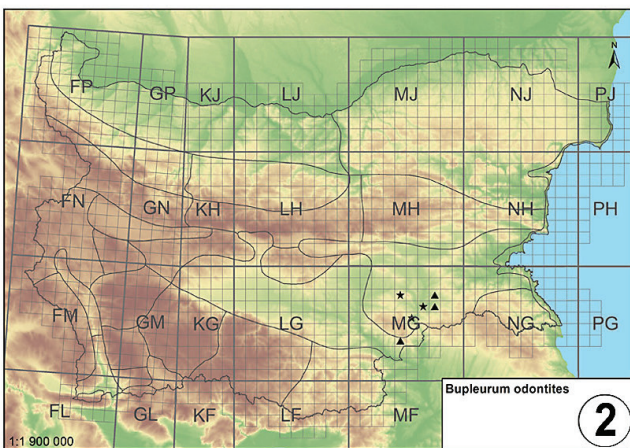 N
FP GP KJ LJ MJ NJ PJ
FN GN KH LH MH NH PH
FM GM KG LG MG NG PG
FL GL KF LF MF
Bupleurum odontites
2
1:1 900 000